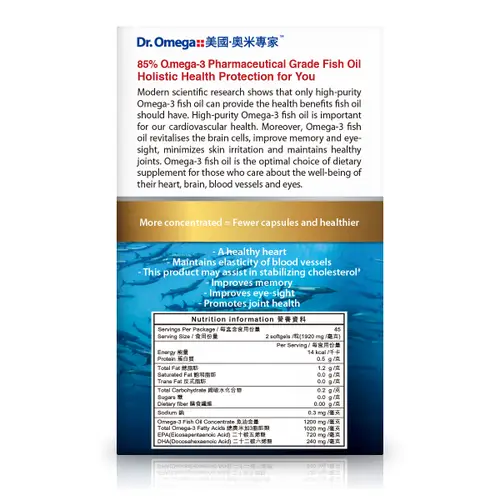 Dr.Omega 美國·奧米專家™
85% O.mega-3 Pharmaceutical Grade Fish Oil
Holistic Health Protection for You
Modern scientific research shows that only high-purity
Omega-3 fish oil can provide the health benefits fish oil
should have. High-purity Omega-3 fish oil is important
for our cardiovascular health. Moreover, Omega-3 fish
oil revitalises the brain cells, improve memory and eye-
sight, minimizes skin irritation and maintains healthy
joints. Omega-3 fish oil is the optimal choice of dietary
supplement for those who care about the well-being of
their heart, brain, blood vessels and eyes.
More concentrated = Fewer capsules and healthier
- A healthy heart
- Maintains elasticity of blood vessels
- This product may assist in stabilizing cholesterol
- Improves memory
- Improves eye-sight
- Promotes joint health
Nutrition information 營養資料
Servings Per Package / 每盒含食用份量 45
Serving Size / 食用份量 2 softgels /粒(1920 mg /毫克)
Per Serving / 每食用份量
Energy 能量 14 kcal /千卡
Protein 蛋白質 0.5 g /克
Total Fat 總脂肪 1.2 g /克
Saturated Fat 飽和脂肪 0.0 g /克
Trans Fat 反式脂肪 0.0 g /克
Total Carbohydrate 總碳水化合物 0.2 g /克
Sugars 糖 0.0 g /克
Dietary fiber 膳食纖維 0.00 g /克
Sodium 鈉 0.3 mg /毫克
Omega-3 Fish Oil Concentrate 魚油含量 1200 mg /毫克
Total Omega-3 Fatty Acids 總奧米加3脂肪酸 1020 mg /毫克
EPA(Eicosapentaenoic Acid) 二十碳五烯酸 720 mg /毫克
DHA(Docosahexaenoic Acid) 二十二碳六烯酸 240 mg /毫克